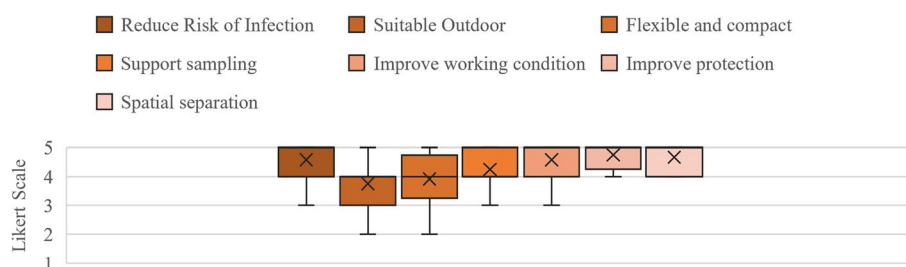 Reduce Risk of Infection
Suitable Outdoor
Flexible and compact
Support sampling
Improve working condition
Improve protection
Spatial separation
Likert Scale
5
4
3
2
1